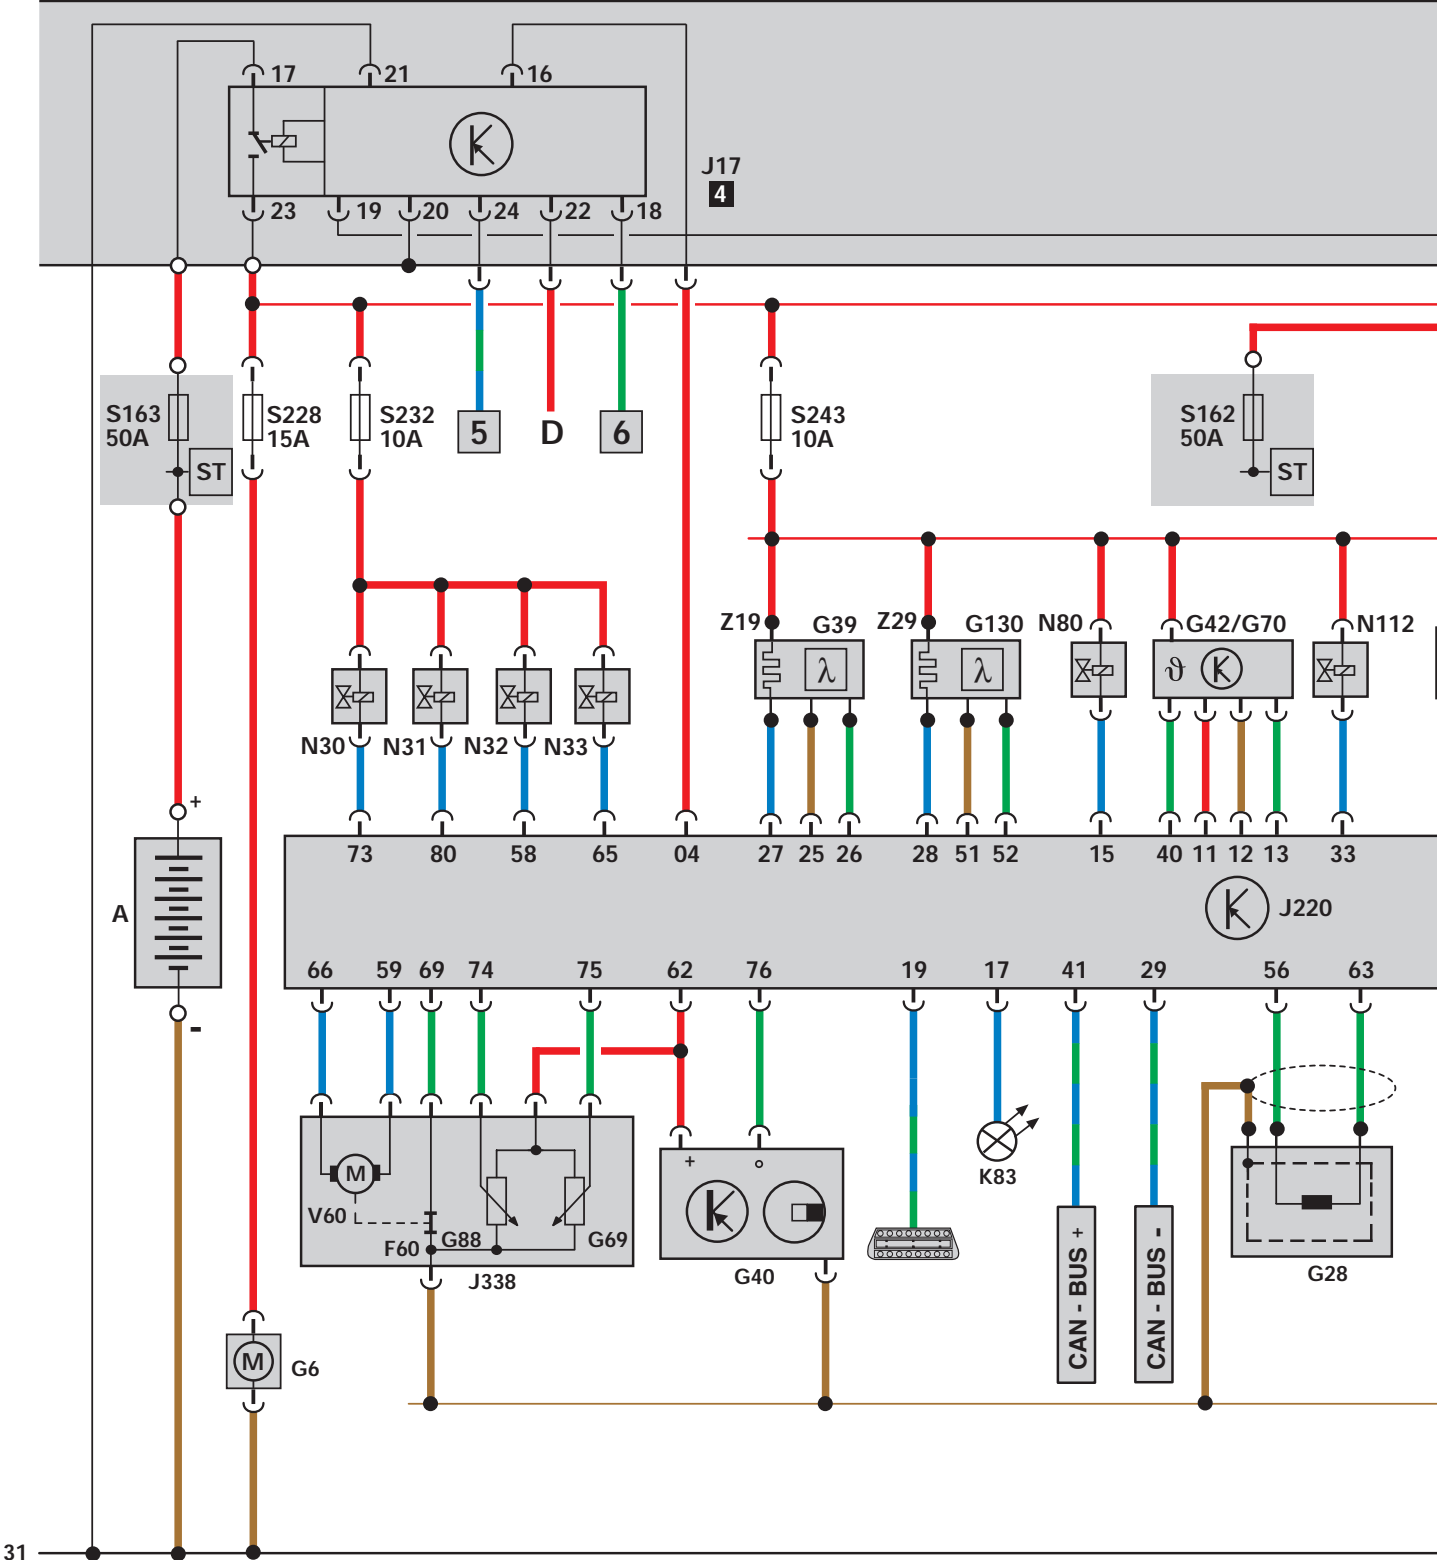 17 21 16
J17
4
23 19 20 24 22 18
S163
50A
ST
S228
15A
S232
10A
5 D 6
S243
10A
S162
50A
ST
Z19 G39 Z29 G130 N80 G42/G70 N112
λ λ ϑ
N30 N31 N32 N33
+
A
-
73 80 58 65 04 27 25 26 28 51 52 15 40 11 12 13 33
J220
66 59 69 74 75 62 76 19 17 41 29 56 63
M
V60
F60 G88 G69
J338
+
G40
K83
CAN - BUS +
CAN - BUS -
G28
M
G6
31